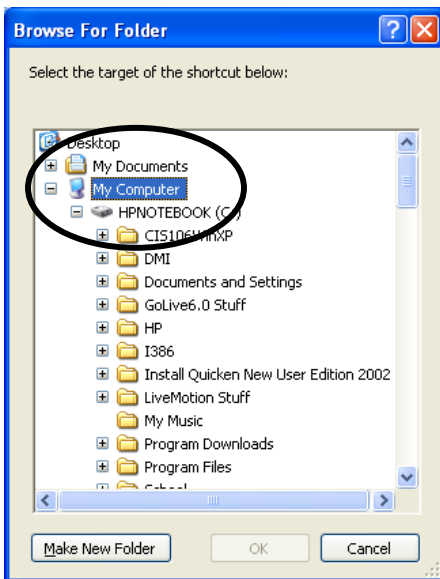 Browse For Folder
Select the target of the shortcut below:
Desktop
My Documents
My Computer
HPNOTEBOOK (C:)
CIS106WinXP
DMI
Documents and Settings
GoLive6.0 Stuff
HP
I386
Install Quicken New User Edition 2002
LiveMotion Stuff
My Music
Program Downloads
Program Files
School
Make New Folder OK Cancel